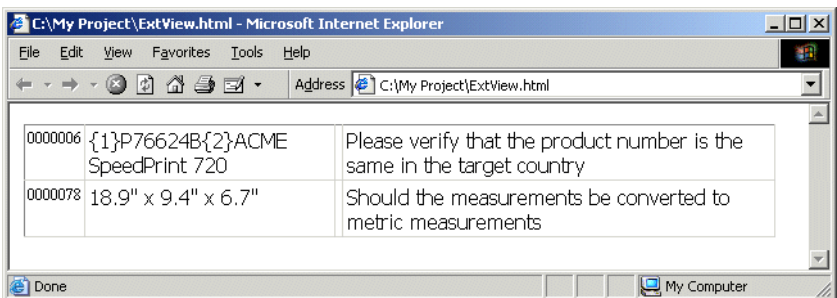 C:\My Project\ExtView.html - Microsoft Internet Explorer
File Edit View Favorites Tools Help
Address C:\My Project\ExtView.html
0000006 {1}P76624B{2}ACME Please verify that the product number is the
SpeedPrint 720 same in the target country
0000078 18.9" x 9.4" x 6.7" Should the measurements be converted to
metric measurements
Done My Computer